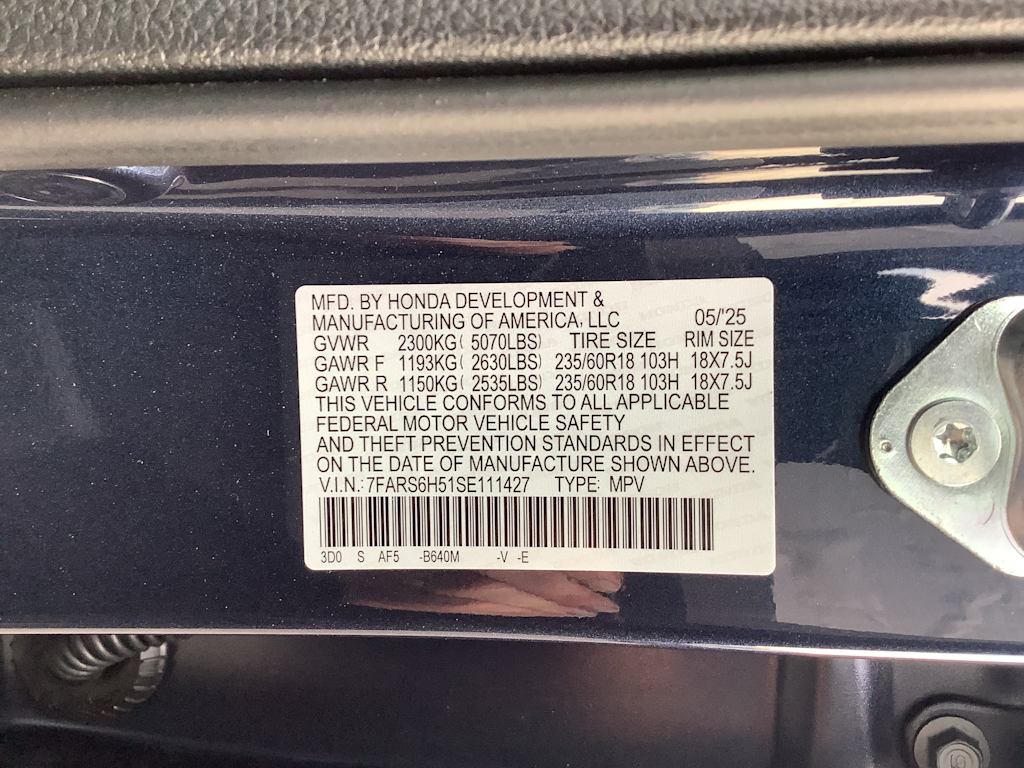 MFD. BY HONDA DEVELOPMENT &
MANUFACTURING OF AMERICA, LLC 05/'25
GVWR 2300KG( 5070LBS) TIRE SIZE RIM SIZE
GAWR F 1193KG( 2630LBS) 235/60R18 103H 18X7.5J
GAWR R 1150KG( 2535LBS) 235/60R18 103H 18X7.5J
THIS VEHICLE CONFORMS TO ALL APPLICABLE
FEDERAL MOTOR VEHICLE SAFETY
AND THEFT PREVENTION STANDARDS IN EFFECT
ON THE DATE OF MANUFACTURE SHOWN ABOVE.
V.I.N.: 7FARS6H51SE111427 TYPE: MPV
3D0 S AF5 -B640M -V -E